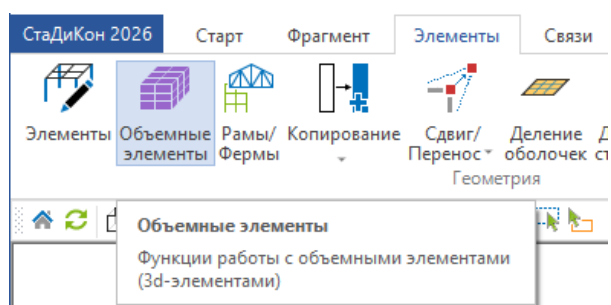 СтаДиКон 2026 Старт Фрагмент Элементы Связи
Элементы Объемные элементы Рамы/ Фермы Копирование Сдвиг/ Перенос Деление оболочек
Геометрия
Объемные элементы
Функции работы с объемными элементами
(3d-элементами)